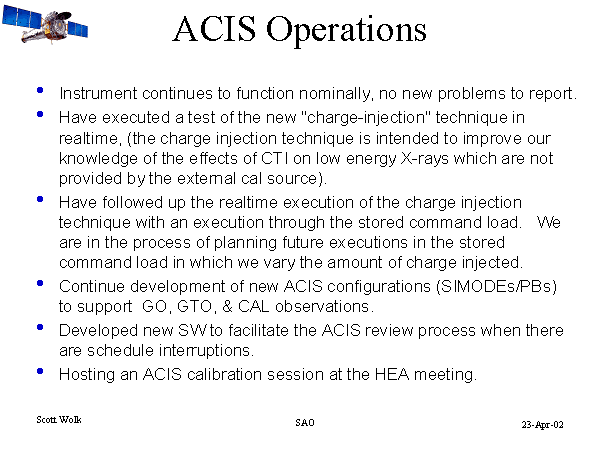 ACIS Operations
• Instrument continues to function nominally, no new problems to report.
• Have executed a test of the new "charge-injection" technique in
realtime, (the charge injection technique is intended to improve our
knowledge of the effects of CTI on low energy X-rays which are not
provided by the external cal source).
• Have followed up the realtime execution of the charge injection
technique with an execution through the stored command load. We
are in the process of planning future executions in the stored
command load in which we vary the amount of charge injected.
• Continue development of new ACIS configurations (SIMODEs/PBs)
to support GO, GTO, & CAL observations.
• Developed new SW to facilitate the ACIS review process when there
are schedule interruptions.
• Hosting an ACIS calibration session at the HEA meeting.
Scott Wolk
SAO
23-Apr-02